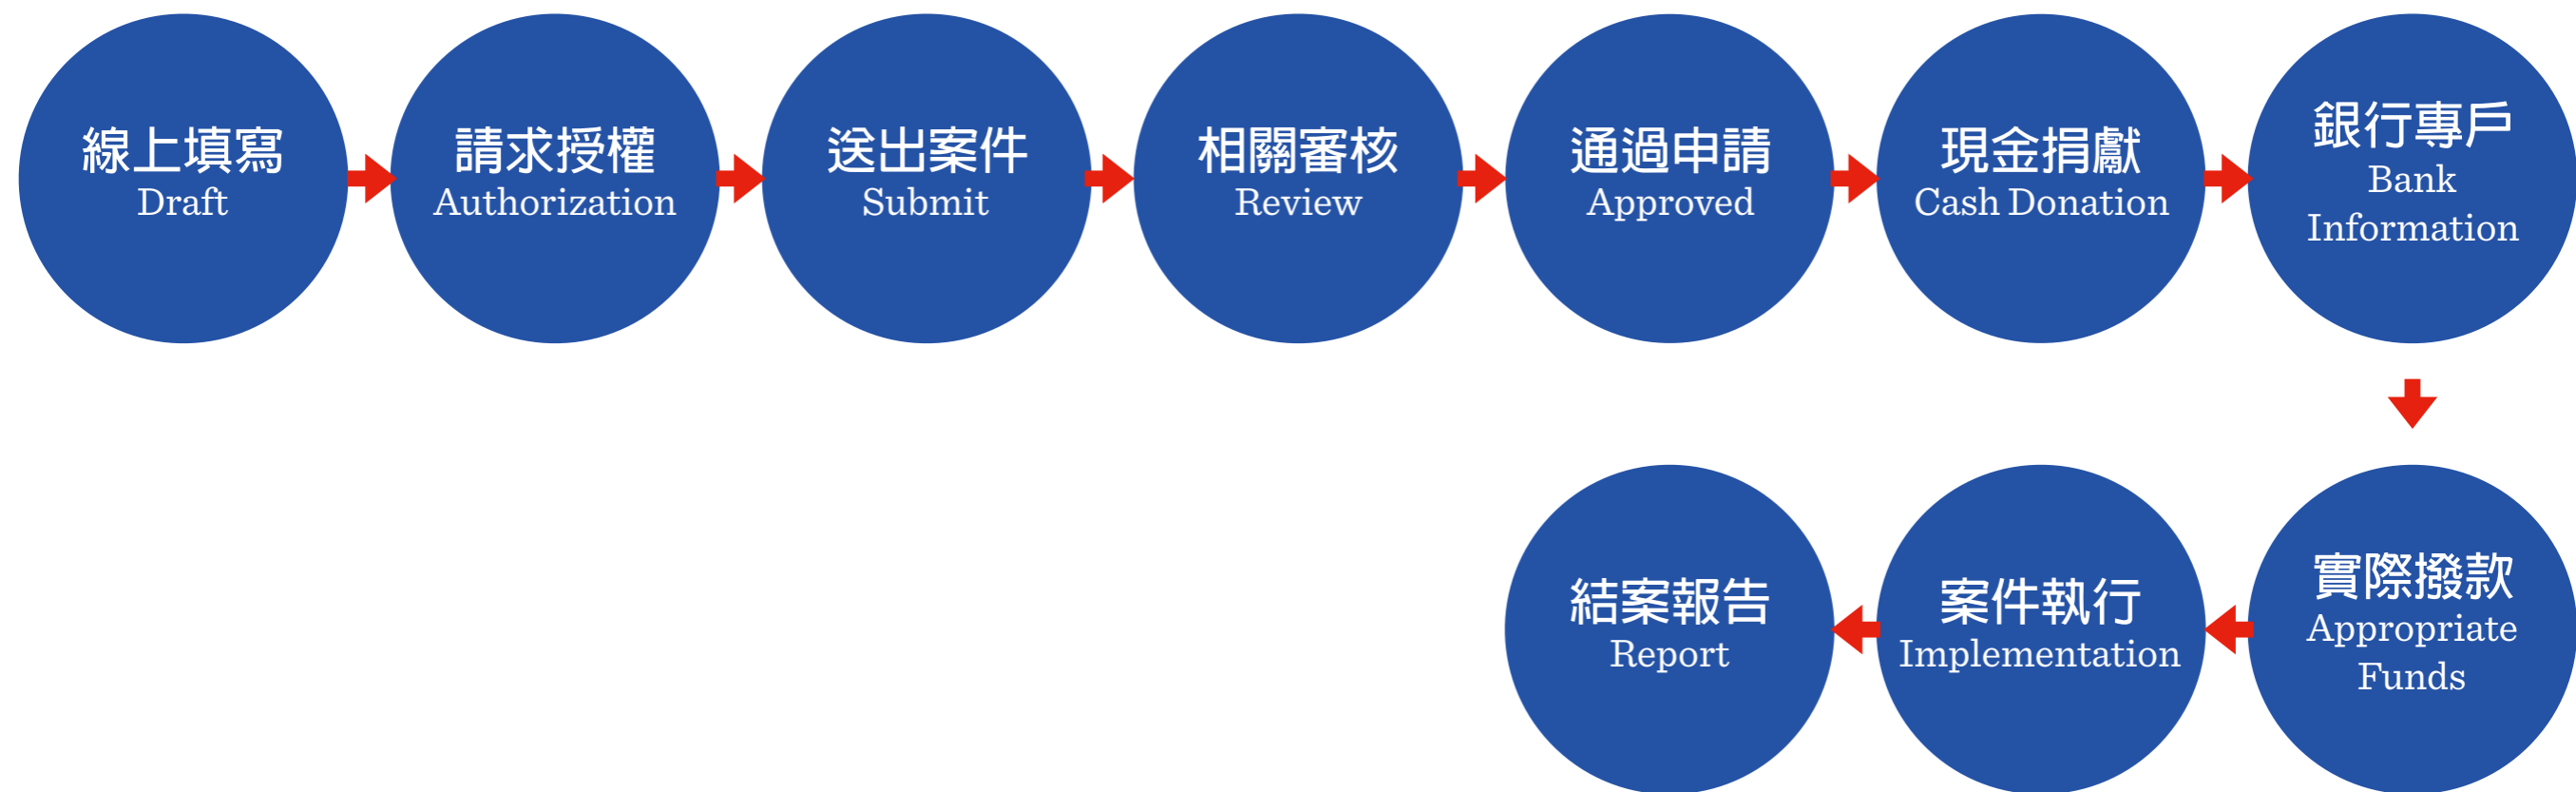 線上填寫
Draft
請求授權
Authorization
送出案件
Submit
相關審核
Review
通過申請
Approved
現金捐獻
Cash Donation
銀行專戶
Bank
Information
實際撥款
Appropriate
Funds
案件執行
Implementation
結案報告
Report